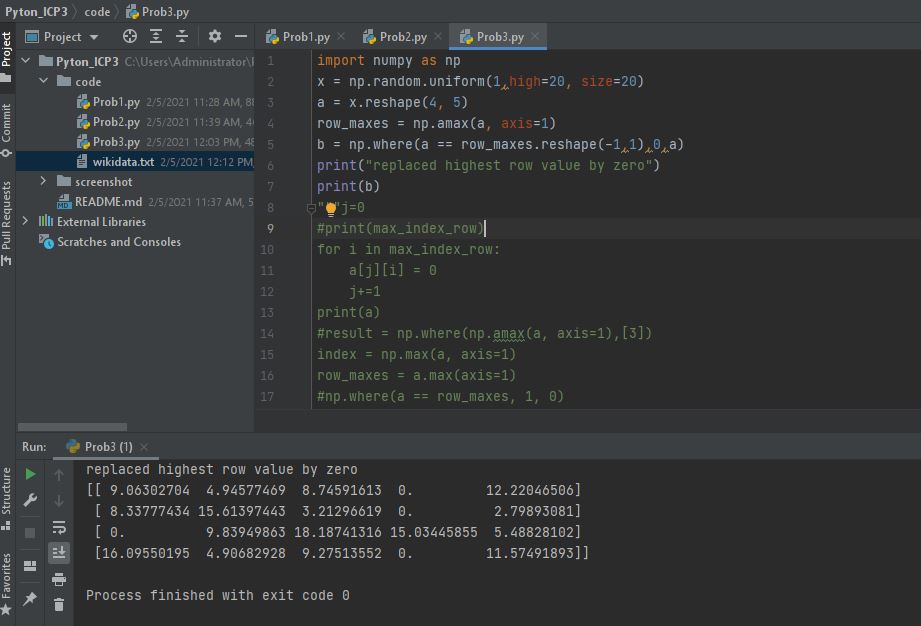 Pyton_ICP3 〉 code 〉 Prob3.py
Project
Prob1.py × Prob2.py × Prob3.py ×
Project
Commit
Pull Requests
Structure
Favorites
Pyton_ICP3 C:\Users\Administrator\
code
Prob1.py 2/5/2021 11:28 AM, 8
Prob2.py 2/5/2021 11:39 AM, 4
Prob3.py 2/5/2021 12:03 PM, 48
wikidata.txt 2/5/2021 12:12 PM,
screenshot
README.md 2/5/2021 11:37 AM, 5
External Libraries
Scratches and Consoles
1 import numpy as np
2 x = np.random.uniform(1,high=20, size=20)
3 a = x.reshape(4, 5)
4 row_maxes = np.amax(a, axis=1)
5 b = np.where(a == row_maxes.reshape(-1,1),0,a)
6 print("replaced highest row value by zero")
7 print(b)
8 "j=0
9 #print(max_index_row)
10 for i in max_index_row:
11 a[j][i] = 0
12 j+=1
13 print(a)
14 #result = np.where(np.amax(a, axis=1),[3])
15 index = np.max(a, axis=1)
16 row_maxes = a.max(axis=1)
17 #np.where(a == row_maxes, 1, 0)
Run: Prob3 (1) ×
replaced highest row value by zero
[[ 9.06302704 4.94577469 8.74591613 0. 12.22046506]
[ 8.33777434 15.61397443 3.21296619 0. 2.79893081]
[ 0. 9.83949863 18.18741316 15.03445855 5.48828102]
[16.09550195 4.90682928 9.27513552 0. 11.57491893]]
Process finished with exit code 0